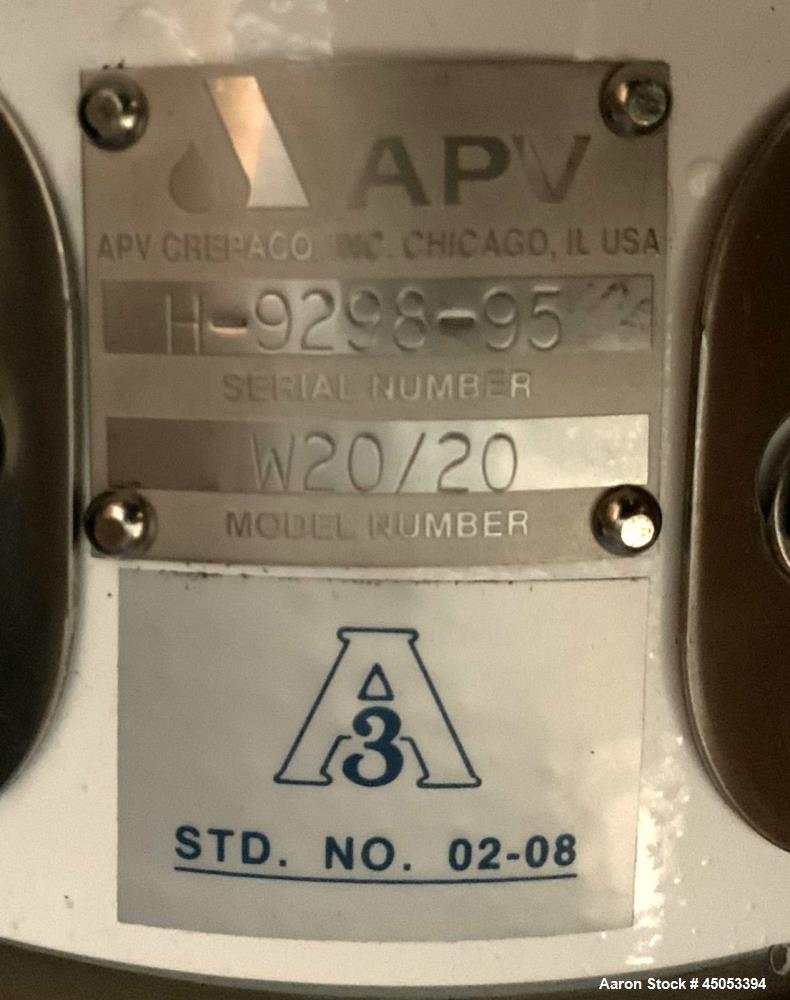 APV
APV CREPACO, INC. CHICAGO, IL USA
H-9298-95
SERIAL NUMBER
W20/20
MODEL NUMBER
A
3
STD. NO. 02-08
Aaron Stock # 45053394